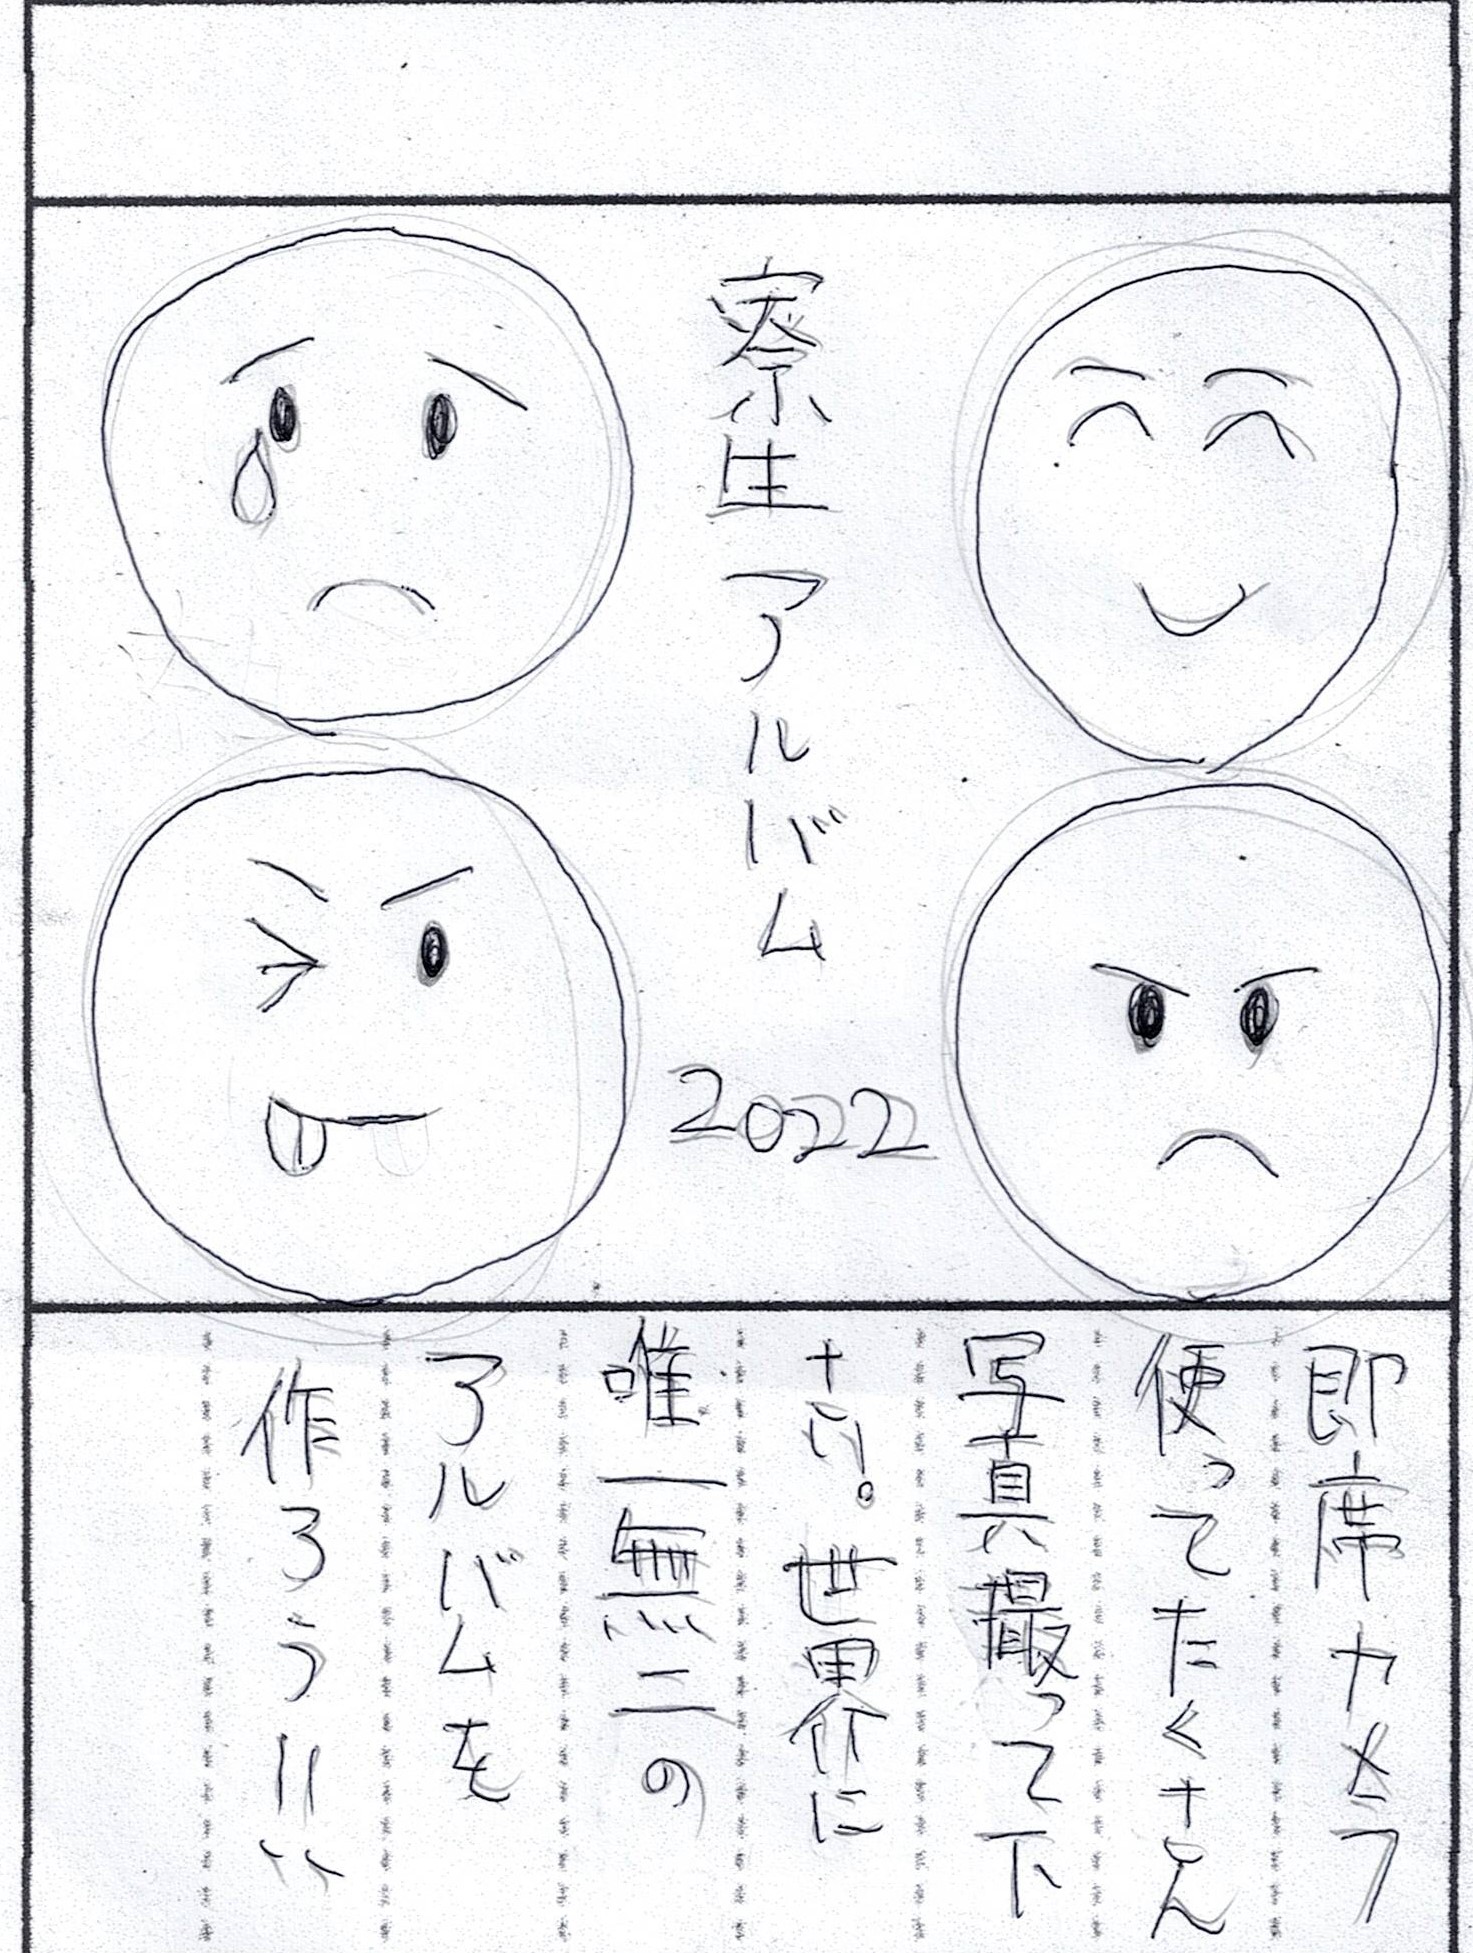 寮生アルバム
2022
即席カメラ
使ってたくさん
写真撮って下
さい。世界に
唯一無二の
アルバムを
作ろう!!